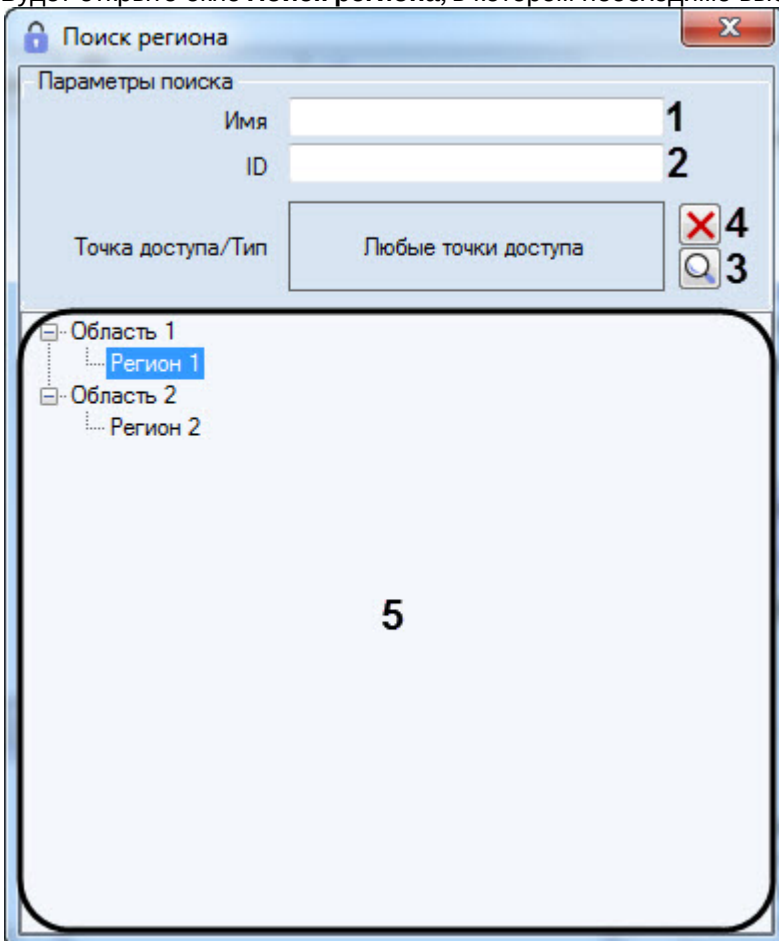 Поиск региона
Параметры поиска
Имя
1
ID
2
Точка доступа/Тип
Любые точки доступа
4
3
Область 1
Регион 1
Область 2
Регион 2
5